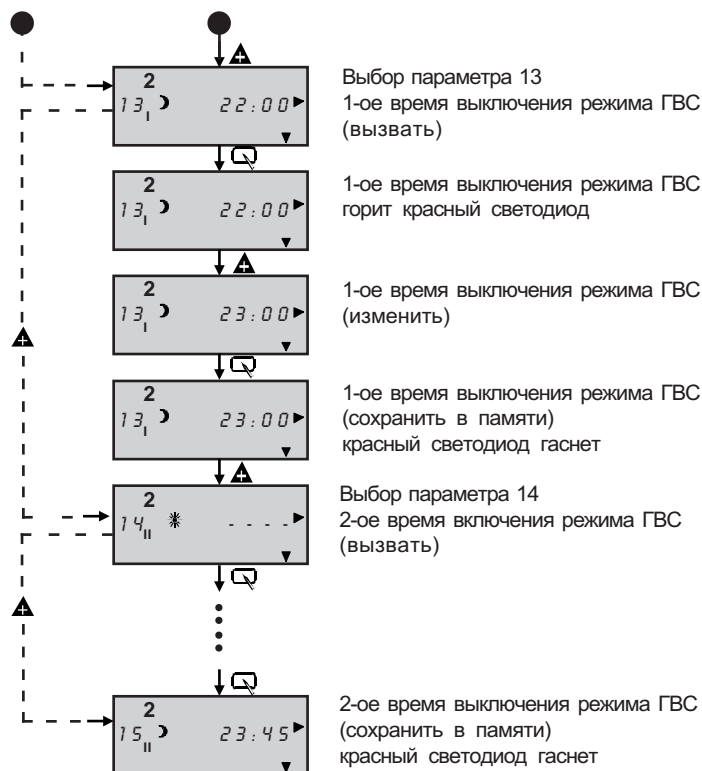 2
13 I 22:00
Выбор параметра 13
1-ое время выключения режима ГВС
(вызвать)
2
13 I 22:00
1-ое время выключения режима ГВС
горит красный светодиод
2
13 I 23:00
1-ое время выключения режима ГВС
(изменить)
2
13 I 23:00
1-ое время выключения режима ГВС
(сохранить в памяти)
красный светодиод гаснет
2
14 II - - - -
Выбор параметра 14
2-ое время включения режима ГВС
(вызвать)
2
15 II 23:45
2-ое время выключения режима ГВС
(сохранить в памяти)
красный светодиод гаснет